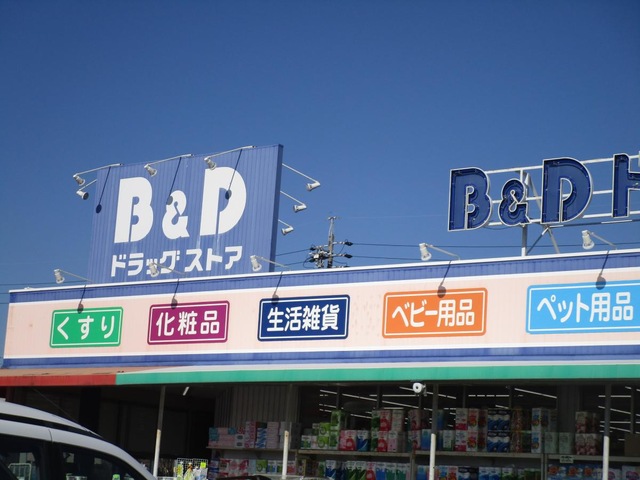 B&D
ドラッグストア
B&D
くすり
化粧品
生活雑貨
ベビー用品
ペット用品